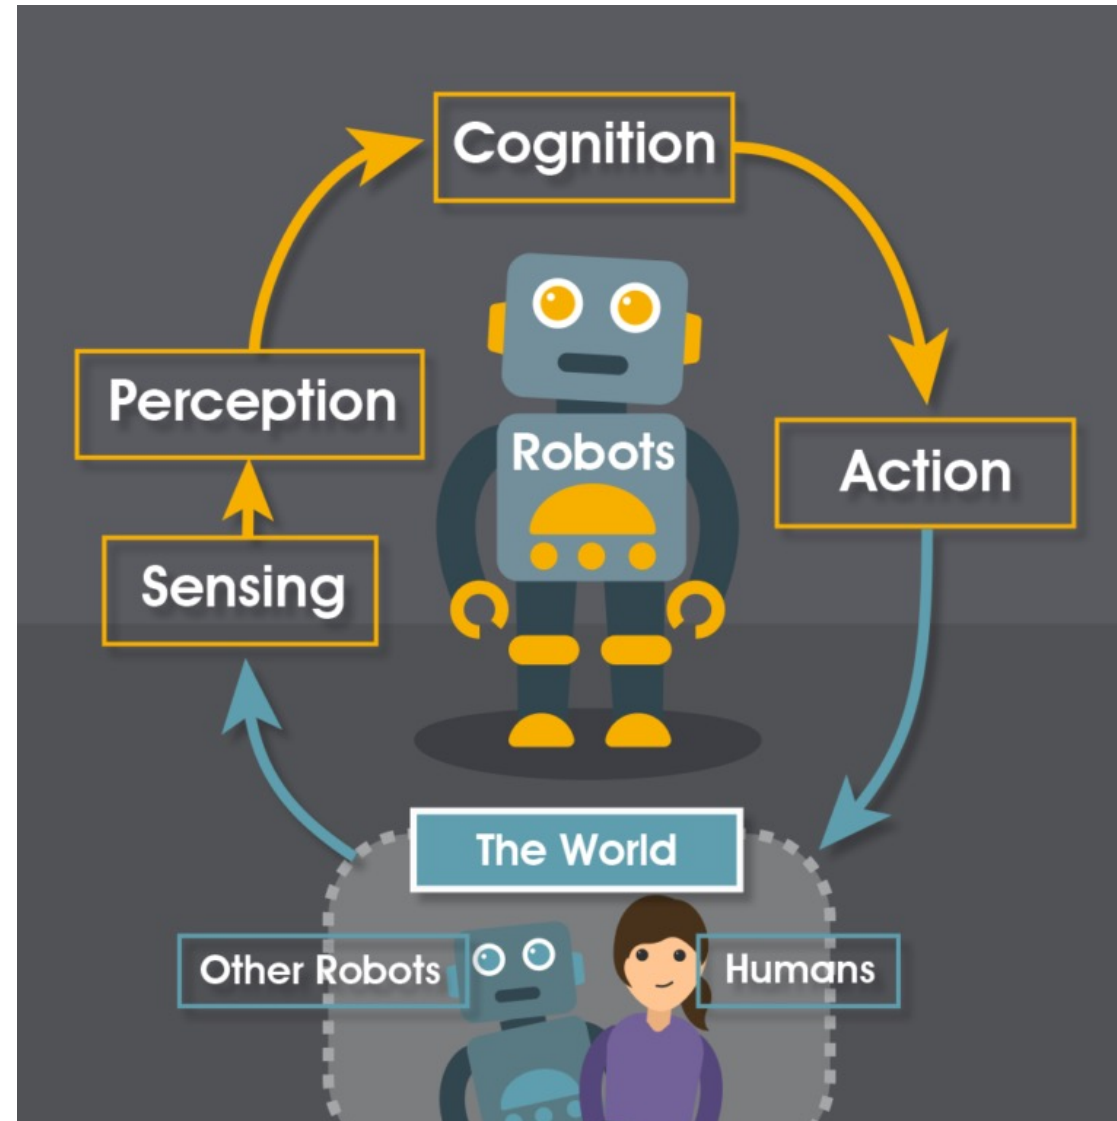 Cognition
Perception
Robots
Action
Sensing
The World
Other Robots
Humans